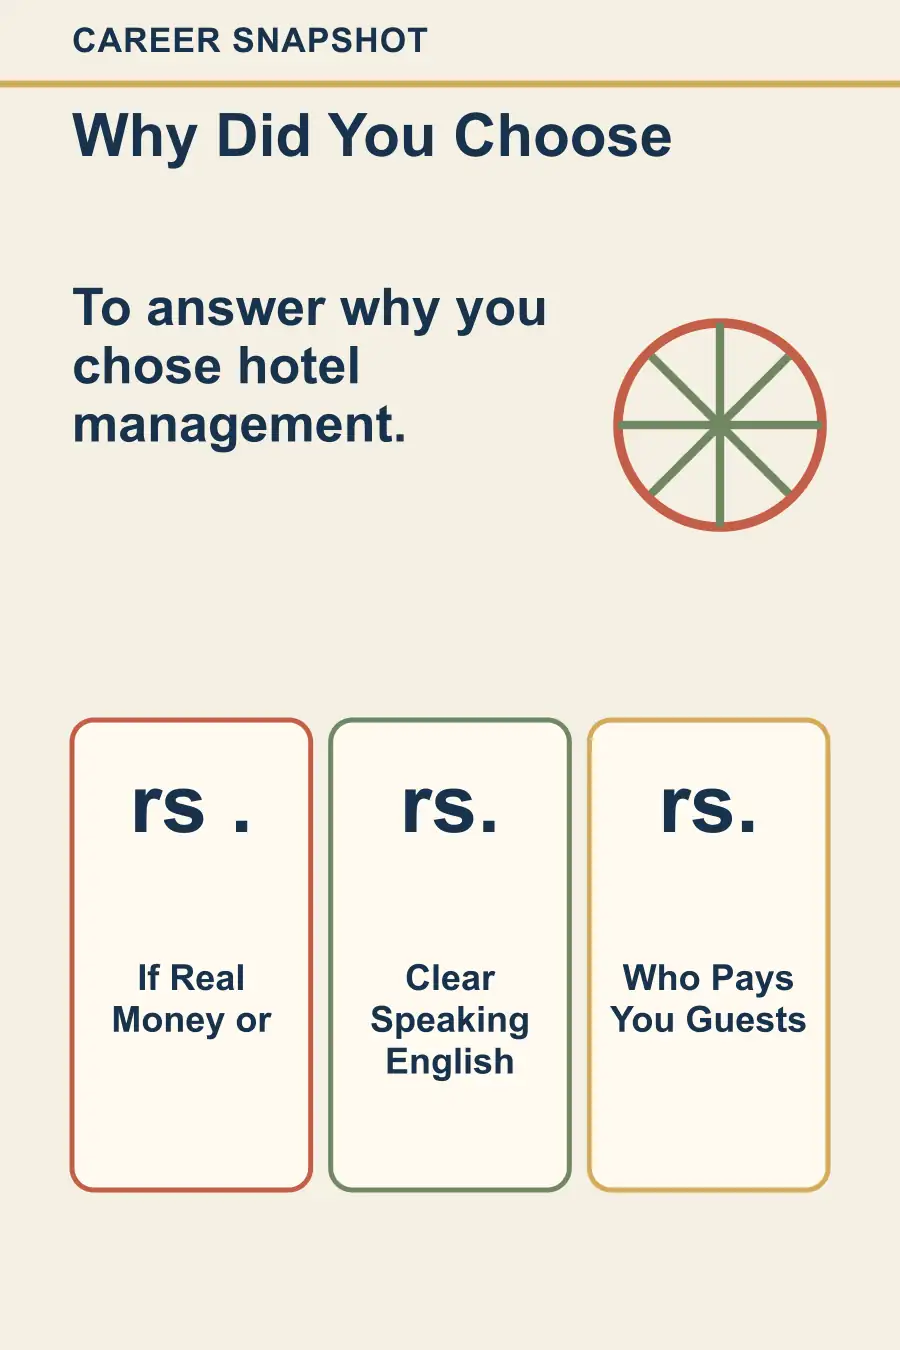 CAREER SNAPSHOT
Why Did You Choose
To answer why you
chose hotel
management.
rs .
If Real
Money or
rs.
Clear
Speaking
English
rs.
Who Pays
You Guests